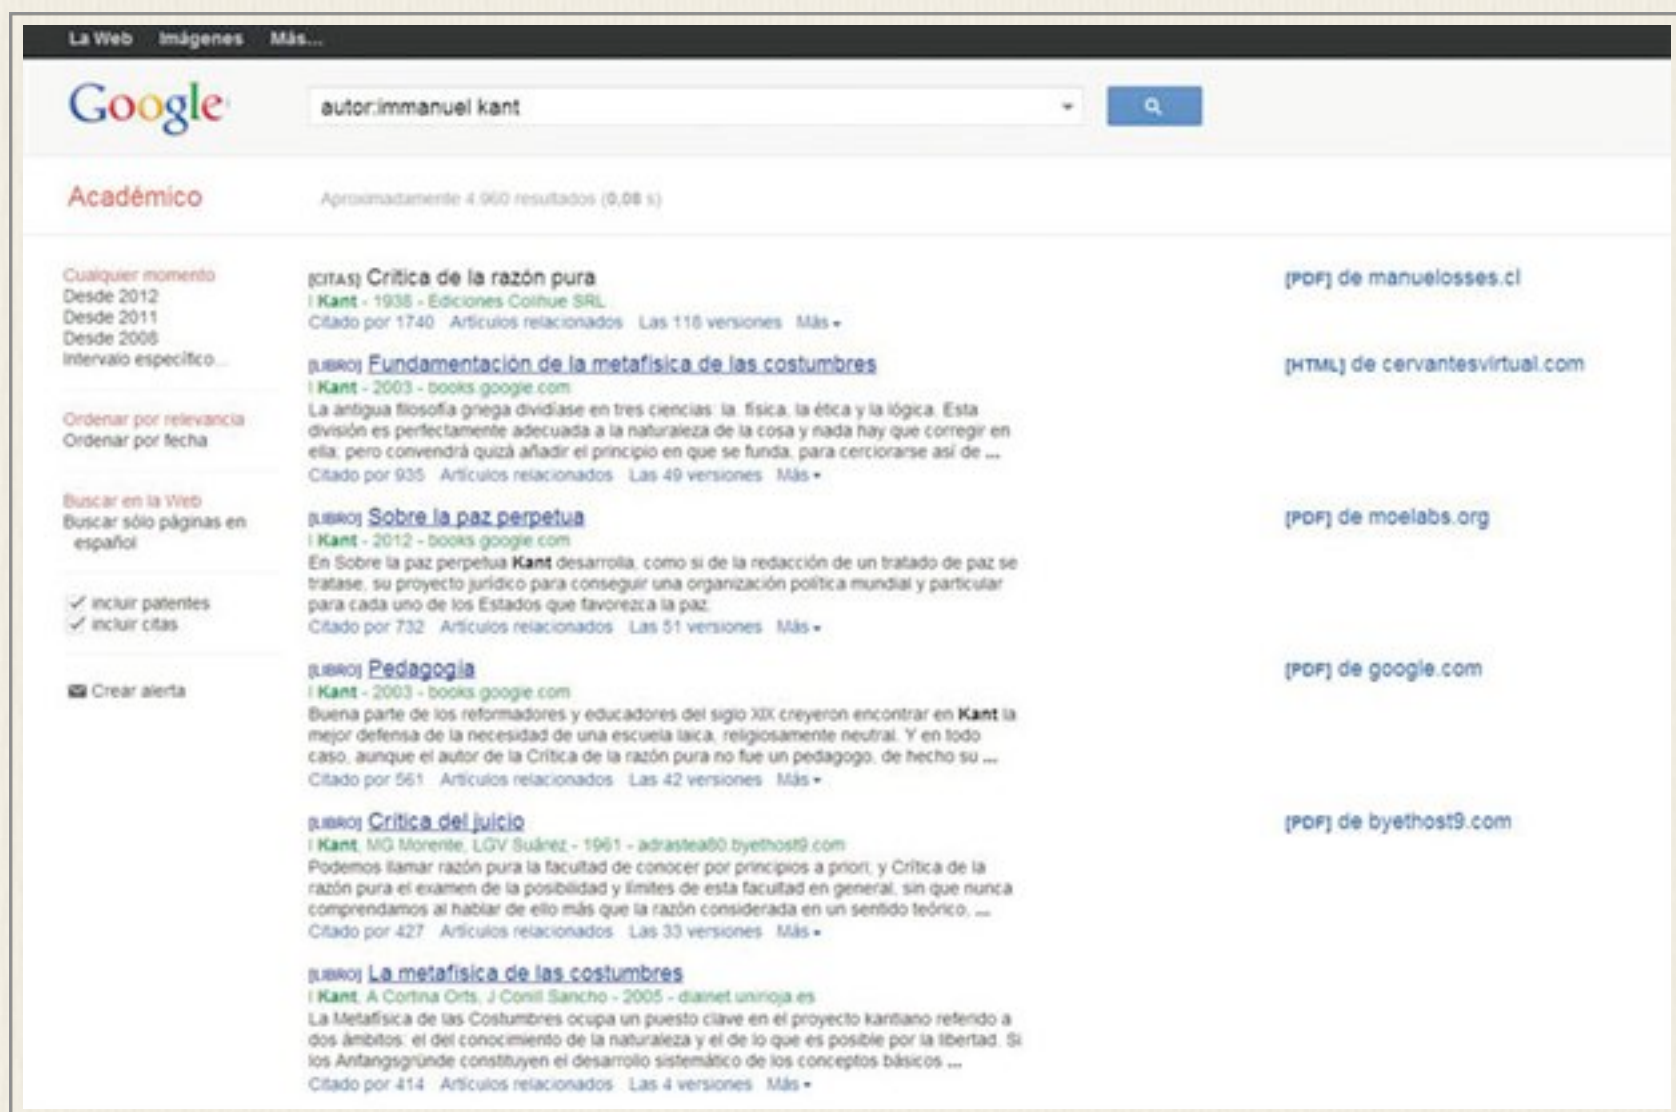 La Web Imágenes Más...
Google
autor:immanuel kant
Académico
Aproximadamente 4.960 resultados (0,08 s)
Cualquier momento
Desde 2012
Desde 2011
Desde 2008
Intervalo específico...
Ordenar por relevancia
Ordenar por fecha
Buscar en la Web
Buscar sólo páginas en
español
incluir patentes
incluir citas
Crear alerta
[CITAS] Crítica de la razón pura
I Kant - 1938 - Ediciones Colihue SRL
Citado por 1740 Artículos relacionados Las 118 versiones Más
[PDF] de manuelosses.cl
[LIBRO] Fundamentación de la metafísica de las costumbres
I Kant - 2003 - books.google.com
La antigua filosofía griega dividíase en tres ciencias: la. física, la ética y la lógica. Esta
división es perfectamente adecuada a la naturaleza de la cosa y nada hay que corregir en
ella; pero convendrá quizá añadir el principio en que se funda, para cerciorarse así de ...
Citado por 935 Artículos relacionados Las 49 versiones Más
[HTML] de cervantesvirtual.com
[LIBRO] Sobre la paz perpetua
I Kant - 2012 - books.google.com
En Sobre la paz perpetua Kant desarrolla, como si de la redacción de un tratado de paz se
tratase, su proyecto jurídico para conseguir una organización política mundial y particular
para cada uno de los Estados que favorezca la paz.
Citado por 732 Artículos relacionados Las 51 versiones Más
[PDF] de moelabs.org
[LIBRO] Pedagogía
I Kant - 2003 - books.google.com
Buena parte de los reformadores y educadores del siglo XIX creyeron encontrar en Kant la
mejor defensa de la necesidad de una escuela laica, religiosamente neutral. Y en todo
caso, aunque el autor de la Crítica de la razón pura no fue un pedagogo, de hecho su ...
Citado por 561 Artículos relacionados Las 42 versiones Más
[PDF] de google.com
[LIBRO] Crítica del juicio
I Kant, MG Morente, LGV Suárez - 1961 - adrastea80.byethost9.com
Podemos llamar razón pura la facultad de conocer por principios a priori, y Crítica de la
razón pura el examen de la posibilidad y límites de esta facultad en general, sin que nunca
comprendamos al hablar de ello más que la razón considerada en un sentido teórico, ...
Citado por 427 Artículos relacionados Las 33 versiones Más
[PDF] de byethost9.com
[LIBRO] La metafísica de las costumbres
I Kant, A Cortina Orts, J Conill Sancho - 2005 - dialnet.unirioja.es
La Metafísica de las Costumbres ocupa un puesto clave en el proyecto kantiano referido a
dos ámbitos: el del conocimiento de la naturaleza y el de lo que es posible por la libertad. Si
los Anfangsgründe constituyen el desarrollo sistemático de los conceptos básicos ...
Citado por 414 Artículos relacionados Las 4 versiones Más